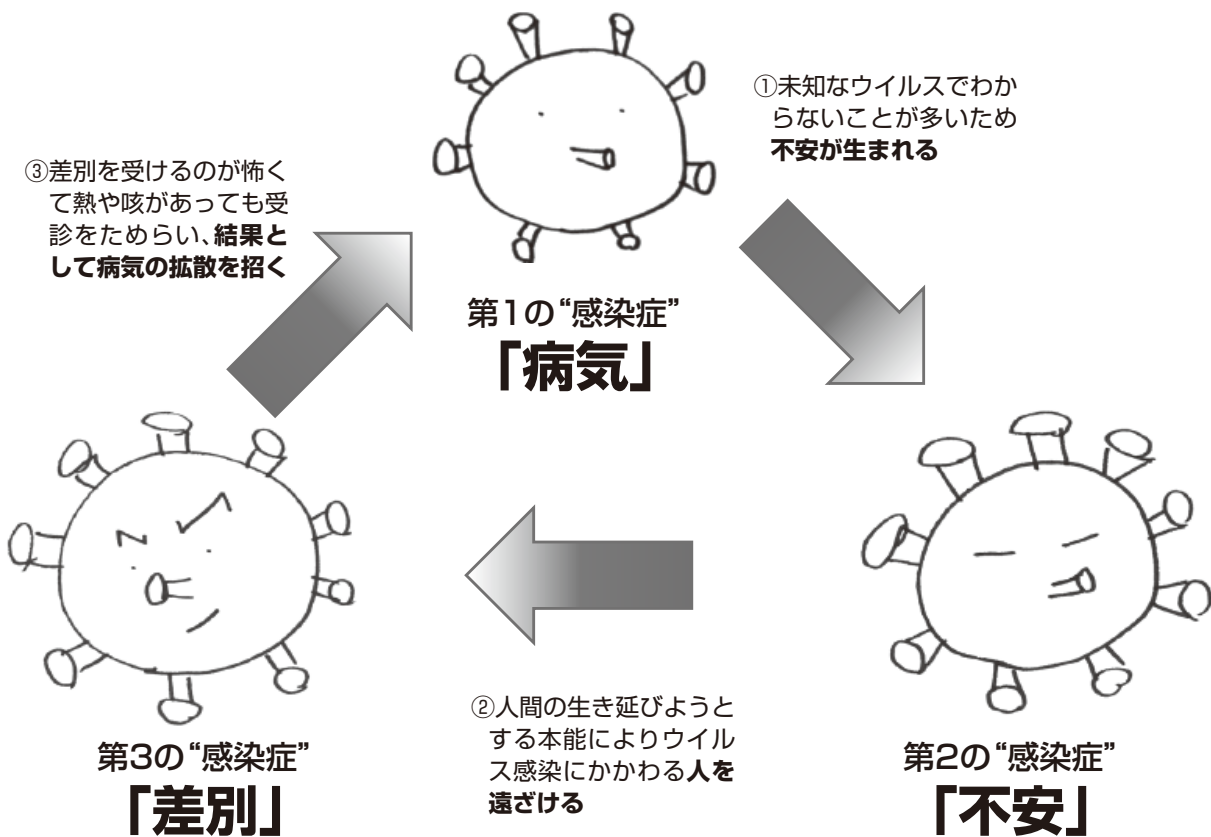 ①未知なウイルスでわか
らないことが多いため
不安が生まれる
③差別を受けるのが怖く
て熱や咳があっても受
診をためらい、結果と
して病気の拡散を招く
第1の“感染症”
「病気」
②人間の生き延びようと
する本能によりウイル
ス感染にかかわる人を
遠ざける
第3の“感染症”
「差別」
第2の“感染症”
「不安」